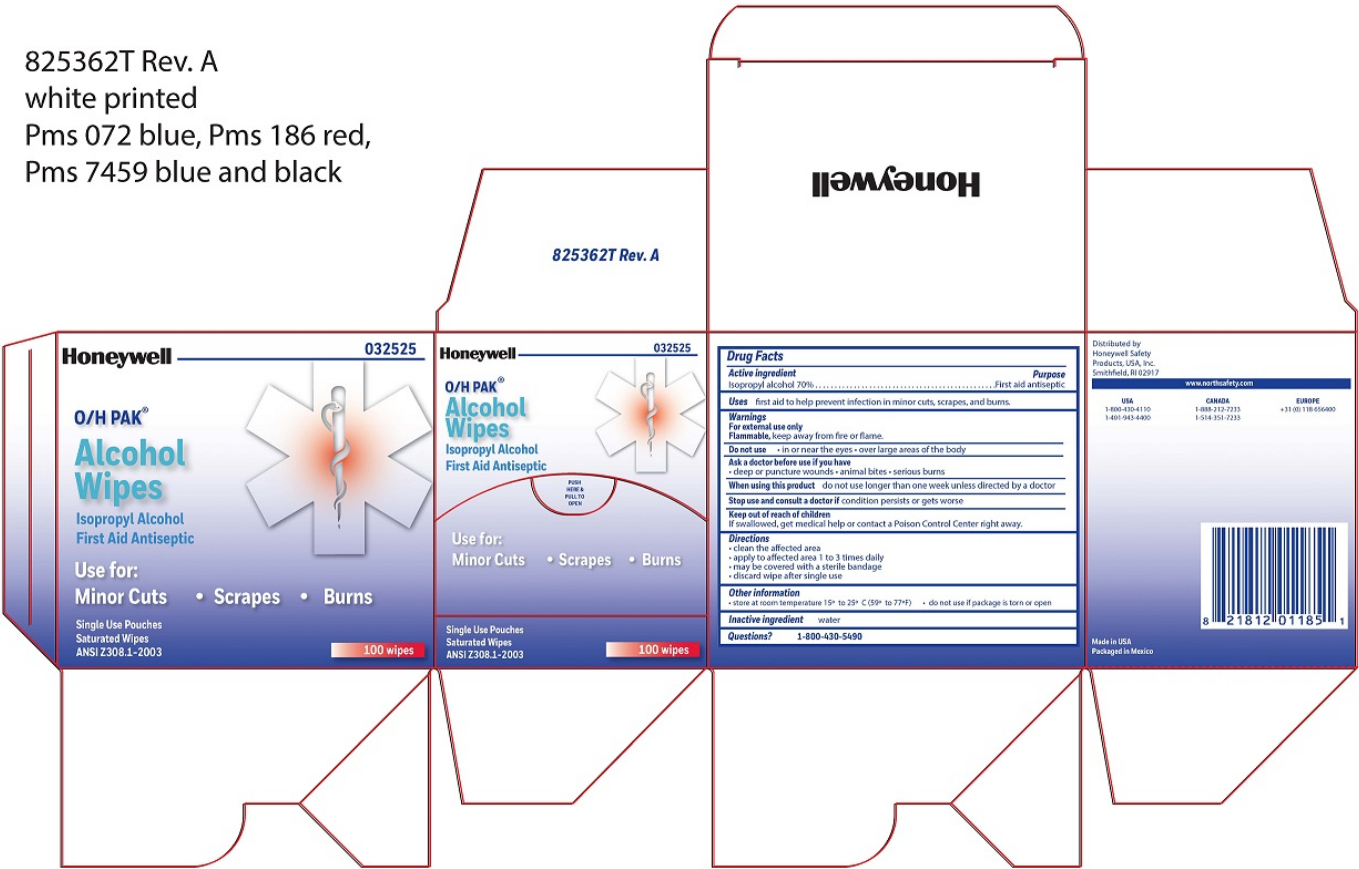 825362T Rev. A
white printed
Pms 072 blue, Pms 186 red,
Pms 7459 blue and black
Honeywell
825362T Rev. A
Honeywell 032525
O/H PAK®
Alcohol
Wipes
Isopropyl Alcohol
First Aid Antiseptic
Use for:
Minor Cuts • Scrapes • Burns
Single Use Pouches
Saturated Wipes
ANSI Z308.1-2003
100 wipes
Honeywell 032525
O/H PAK®
Alcohol
Wipes
Isopropyl Alcohol
First Aid Antiseptic
PUSH
HERE &
PULL TO
OPEN
Use for:
Minor Cuts • Scrapes • Burns
Single Use Pouches
Saturated Wipes
ANSI Z308.1-2003
100 wipes
Drug Facts
Active ingredient Purpose
Isopropyl alcohol 70%.............................................First aid antiseptic
Uses first aid to help prevent infection in minor cuts, scrapes, and burns.
Warnings
For external use only
Flammable, keep away from fire or flame.
Do not use • in or near the eyes • over large areas of the body
Ask a doctor before use if you have
• deep or puncture wounds • animal bites • serious burns
When using this product do not use longer than one week unless directed by a doctor
Stop use and consult a doctor if condition persists or gets worse
Keep out of reach of children
If swallowed, get medical help or contact a Poison Control Center right away.
Directions
• clean the affected area
• apply to affected area 1 to 3 times daily
• may be covered with a sterile bandage
• discard wipe after single use
Other information
• store at room temperature 15° to 25° C (59° to 77°F) • do not use if package is torn or open
Inactive ingredient water
Questions? 1-800-430-5490
Distributed by
Honeywell Safety
Products, USA, Inc.
Smithfield, RI 02917
www.northsafety.com
USA CANADA EUROPE
1-800-430-4110 1-888-212-7233 +31 (0) 118 656400
1-401-943-4400 1-514-351-7233
8 21812 01185 1
Made in USA
Packaged in Mexico